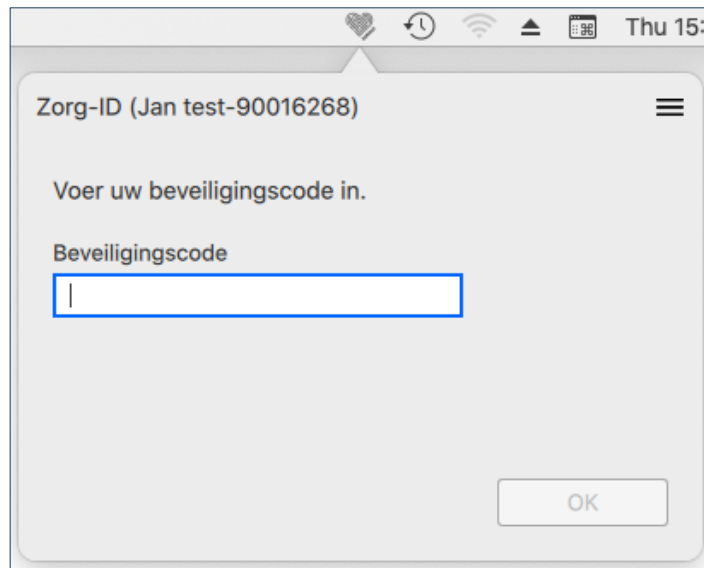 Thu 15:
Zorg-ID (Jan test-90016268)
Voer uw beveiligingscode in.
Beveiligingscode
OK